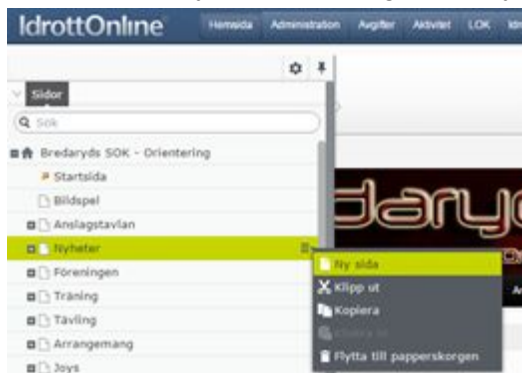 IdrottOnline
Hemsida Administration Avgifter Aktivitet LOK
Sidor
Sök
Bredaryds SOK - Orientering
Startsida
Bildspel
Anslagstavlan
Nyheter
Ny sida
Föreningen
Klipp ut
Träning
Kopiera
Tävling
Arrangemang
Flytta till papperskorgen
Joys